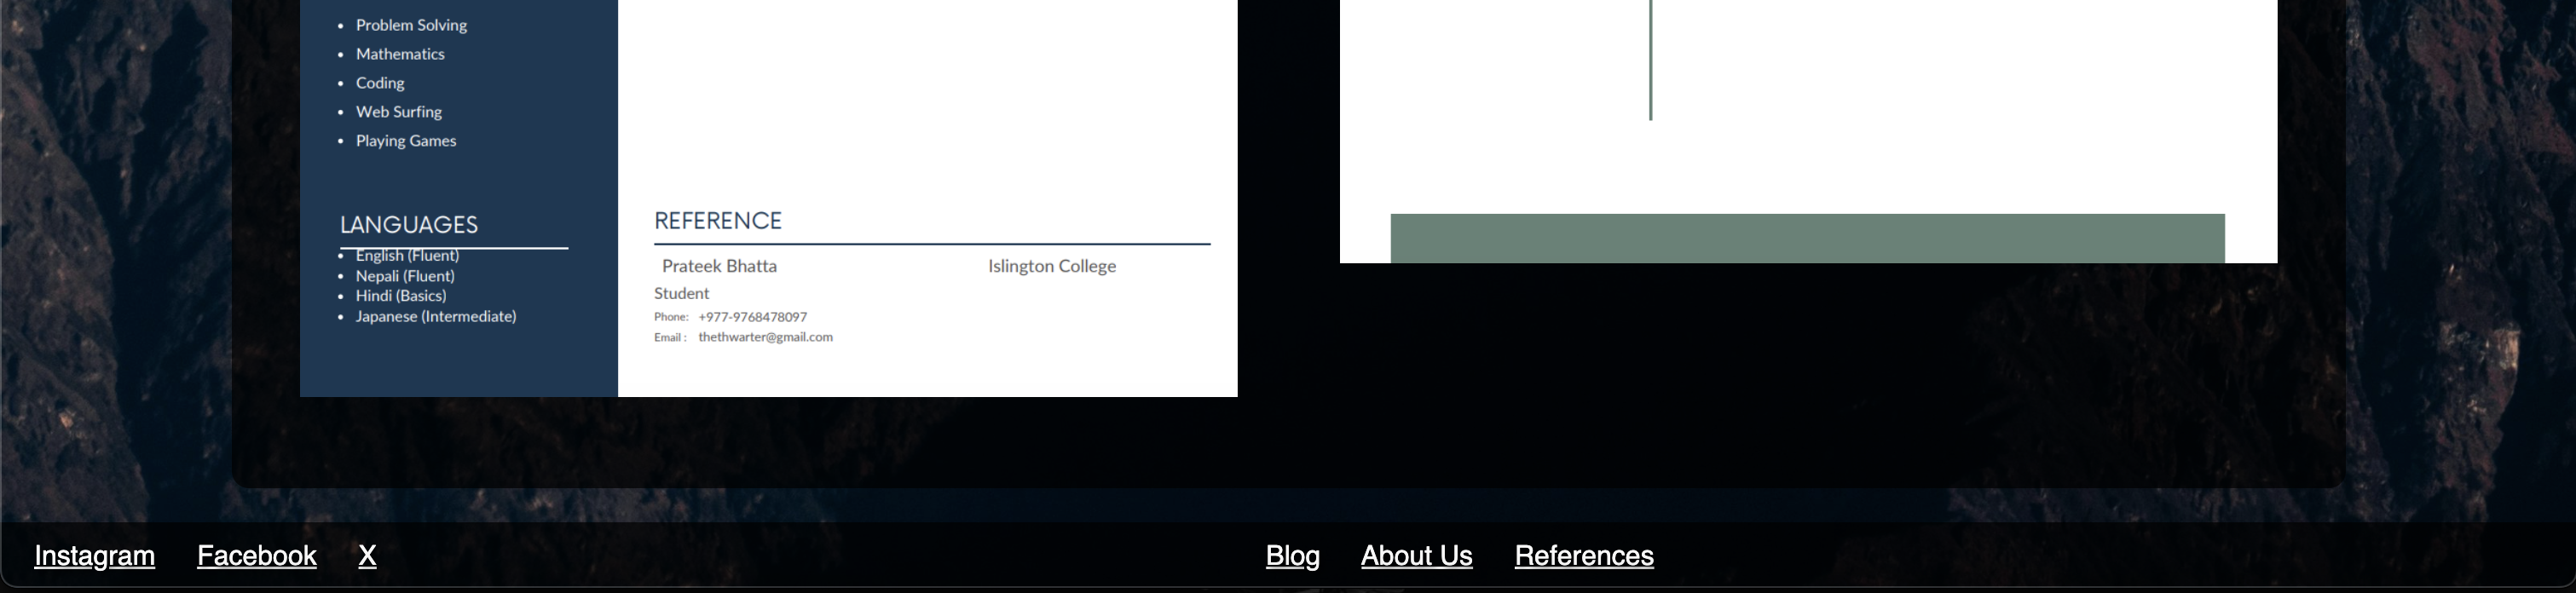 Problem Solving
Mathematics
Coding
Web Surfing
Playing Games
LANGUAGES
English (Fluent)
Nepali (Fluent)
Hindi (Basics)
Japanese (Intermediate)
REFERENCE
Prateek Bhatta Islington College
Student
Phone: +977-9768478097
Email : thethwarter@gmail.com
Instagram Facebook X Blog About Us References